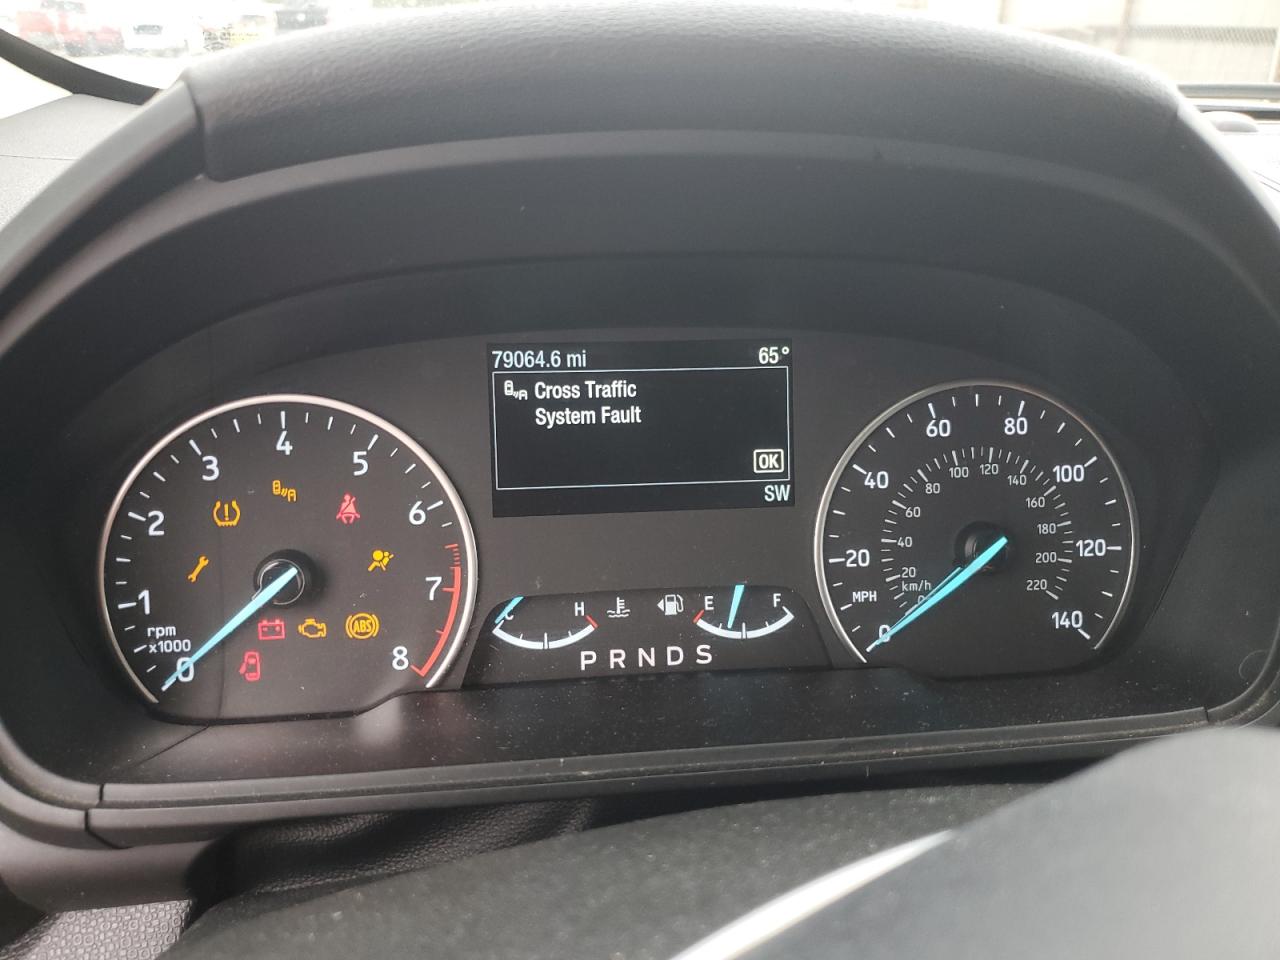 79064.6 mi 65°
Cross Traffic
System Fault
OK
SW
0 1 2 3 4 5 6 7 8
rpm
x1000
ABS
H
E F
P R N D S
0 20 40 60 80 100 120 140
MPH
20 40 60 80 100 120 140 160 180 200 220
km/h